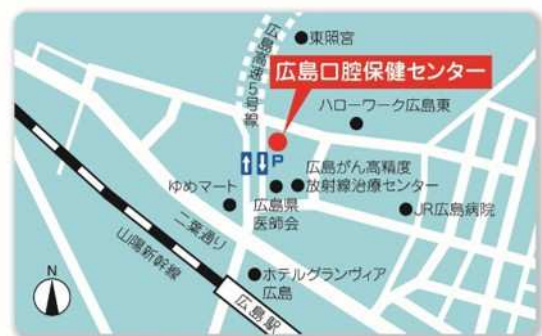 東照宮
広島高速5号線
広島口腔保健センター
ハローワーク広島東
P
広島がん高精度
放射線治療センター
ゆめマート
広島県
医師会
JR広島病院
二葉通り
山陽新幹線
ホテルグランヴィア
広島
広島駅
N